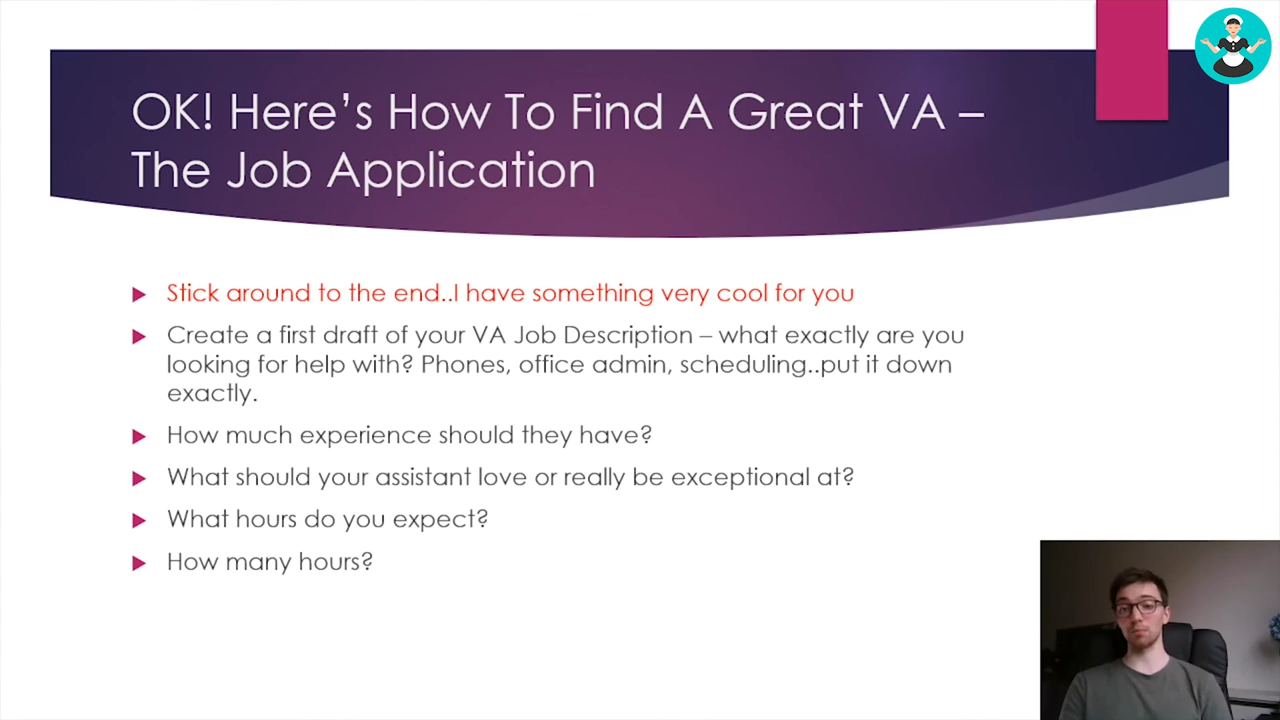 OK! Here's How To Find A Great VA –
The Job Application
Stick around to the end..I have something very cool for you
Create a first draft of your VA Job Description – what exactly are you
looking for help with? Phones, office admin, scheduling..put it down
exactly.
How much experience should they have?
What should your assistant love or really be exceptional at?
What hours do you expect?
How many hours?